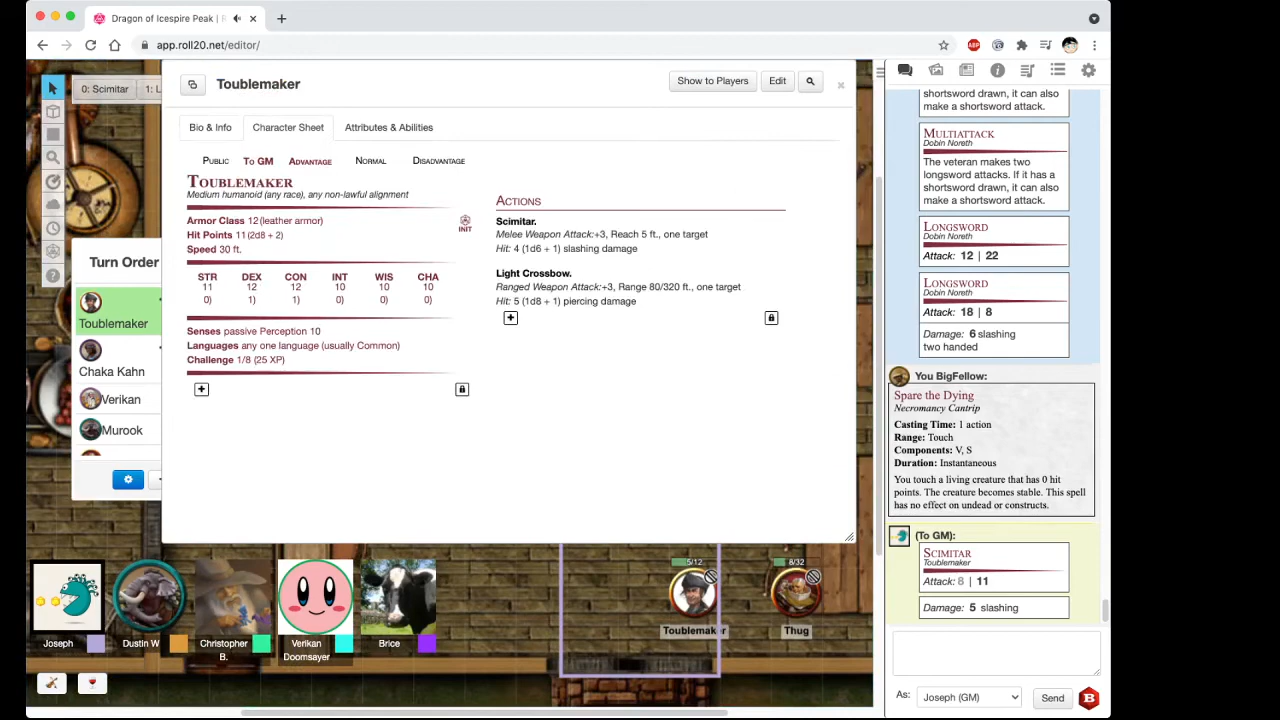 Dragon of Icespire Peak | R
app.roll20.net/editor/
0: Scimitar
1: L
Toublemaker
Show to Players
Edit
Bio & Info
Character Sheet
Attributes & Abilities
PUBLIC
TO GM
ADVANTAGE
NORMAL
DISADVANTAGE
TOUBLEMAKER
Medium humanoid (any race), any non-lawful alignment
Armor Class 12 (leather armor)
Hit Points 11 (2d8 + 2)
Speed 30 ft.
INIT
STR DEX CON INT WIS CHA
11 12 12 10 10 10
0) 1) 1) 0) 0) 0)
Senses passive Perception 10
Languages any one language (usually Common)
Challenge 1/8 (25 XP)
ACTIONS
Scimitar.
Melee Weapon Attack:+3, Reach 5 ft., one target
Hit: 4 (1d6 + 1) slashing damage
Light Crossbow.
Ranged Weapon Attack:+3, Range 80/320 ft., one target
Hit: 5 (1d8 + 1) piercing damage
Turn Order
Toublemaker
Chaka Kahn
Verikan
Murook
Joseph
Dustin W
Christopher
B.
Verikan
Doomsayer
Brice
5/12
Toublemaker
8/32
Thug
shortsword drawn, it can also
make a shortsword attack.
MULTIATTACK
Dobin Noreth
The veteran makes two
longsword attacks. If it has a
shortsword drawn, it can also
make a shortsword attack.
LONGSWORD
Dobin Noreth
Attack: 12 | 22
LONGSWORD
Dobin Noreth
Attack: 18 | 8
Damage: 6 slashing
two handed
You BigFellow:
Spare the Dying
Necromancy Cantrip
Casting Time: 1 action
Range: Touch
Components: V, S
Duration: Instantaneous
You touch a living creature that has 0 hit
points. The creature becomes stable. This spell
has no effect on undead or constructs.
(To GM):
SCIMITAR
Toublemaker
Attack: 8 | 11
Damage: 5 slashing
As:
Joseph (GM)
Send